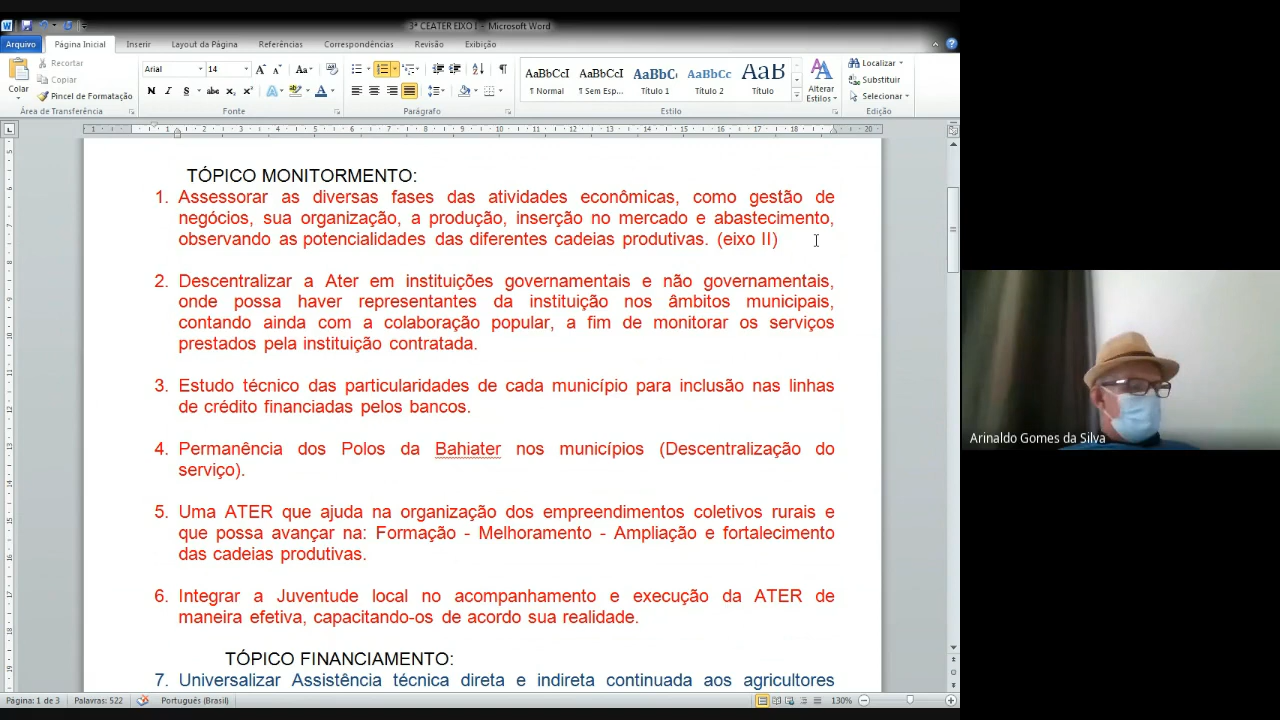 3ª CEATER EIXO I - Microsoft Word
Arquivo Página Inicial Inserir Layout da Página Referências Correspondências Revisão Exibição
Colar
Recortar
Copiar
Pincel de Formatação
Área de Transferência
Arial 14
Fonte
Parágrafo
AaBbCcI AaBbCcI AaBbC AaBbCc AaB
¶ Normal ¶ Sem Esp... Título 1 Título 2 Título
Alterar Estilos
Estilo
Localizar
Substituir
Selecionar
Edição
TÓPICO MONITORMENTO:
1. Assessorar as diversas fases das atividades econômicas, como gestão de
negócios, sua organização, a produção, inserção no mercado e abastecimento,
observando as potencialidades das diferentes cadeias produtivas. (eixo II)
2. Descentralizar a Ater em instituições governamentais e não governamentais,
onde possa haver representantes da instituição nos âmbitos municipais,
contando ainda com a colaboração popular, a fim de monitorar os serviços
prestados pela instituição contratada.
3. Estudo técnico das particularidades de cada município para inclusão nas linhas
de crédito financiadas pelos bancos.
4. Permanência dos Polos da Bahiater nos municípios (Descentralização do
serviço).
5. Uma ATER que ajuda na organização dos empreendimentos coletivos rurais e
que possa avançar na: Formação - Melhoramento - Ampliação e fortalecimento
das cadeias produtivas.
6. Integrar a Juventude local no acompanhamento e execução da ATER de
maneira efetiva, capacitando-os de acordo sua realidade.
TÓPICO FINANCIAMENTO:
7. Universalizar Assistência técnica direta e indireta continuada aos agricultores
Página: 1 de 3 Palavras: 522 Português (Brasil) 130%
Arinaldo Gomes da Silva